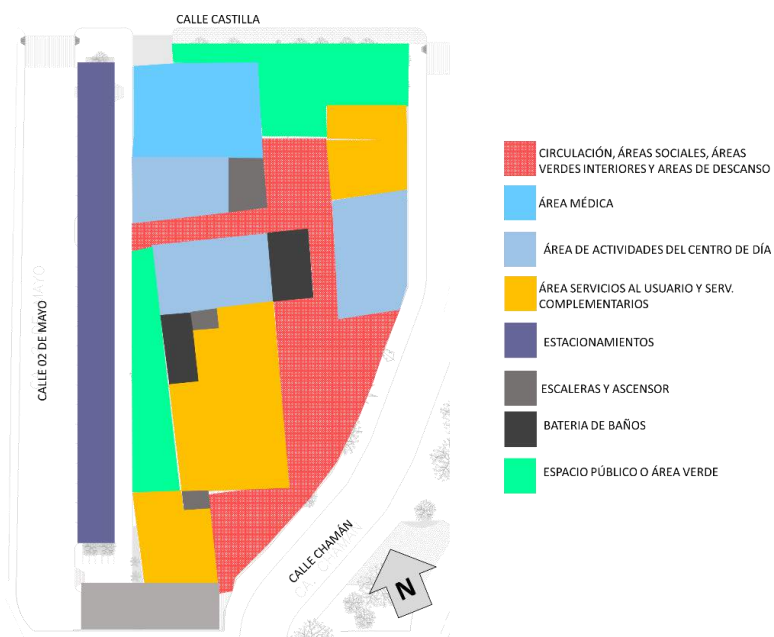 CALLE CASTILLA
CIRCULACIÓN, ÁREAS SOCIALES, ÁREAS
VERDES INTERIORES Y AREAS DE DESCANSO
ÁREA MÉDICA
ÁREA DE ACTIVIDADES DEL CENTRO DE DÍA
ÁREA SERVICIOS AL USUARIO Y SERV.
COMPLEMENTARIOS
ESTACIONAMIENTOS
ESCALERAS Y ASCENSOR
BATERIA DE BAÑOS
ESPACIO PÚBLICO O ÁREA VERDE
CALLE 02 DE MAYO
CALLE CHAMÁN
N